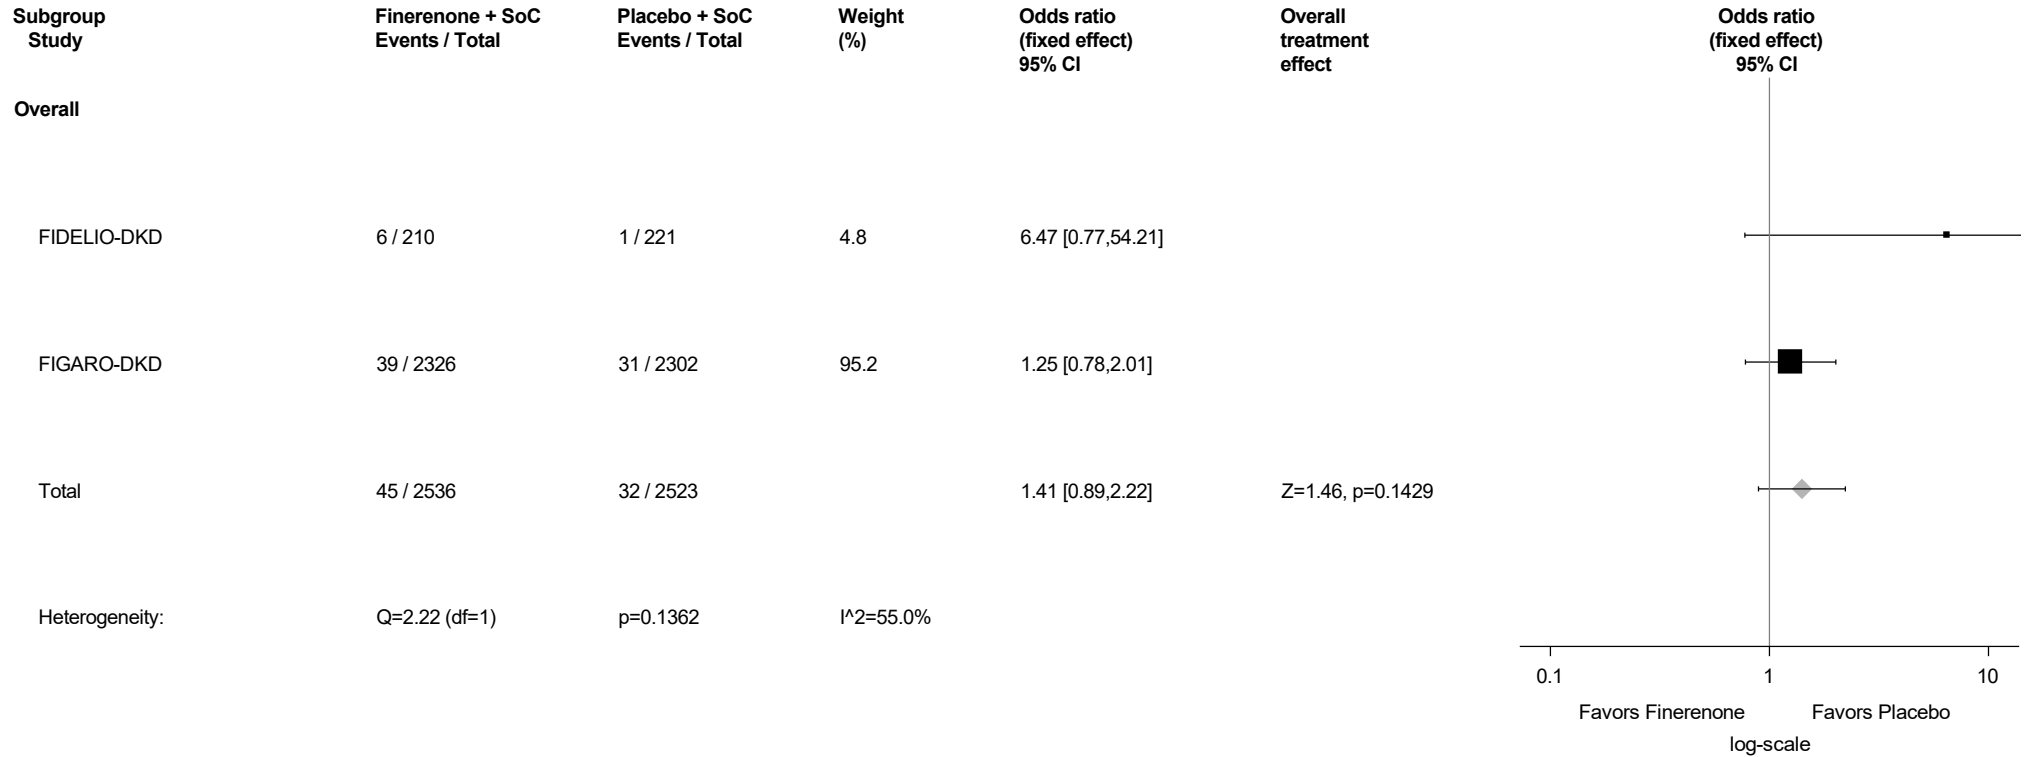 Subgroup Finerenone + SoC Placebo + SoC Weight Odds ratio Overall Odds ratio
Study Events / Total Events / Total (%) (fixed effect) treatment (fixed effect)
95% CI effect 95% CI
Overall
FIDELIO-DKD 6 / 210 1 / 221 4.8 6.47 [0.77,54.21]
FIGARO-DKD 39 / 2326 31 / 2302 95.2 1.25 [0.78,2.01]
Total 45 / 2536 32 / 2523 1.41 [0.89,2.22] Z=1.46, p=0.1429
Heterogeneity: Q=2.22 (df=1) p=0.1362 I^2=55.0%
0.1 1 10
Favors Finerenone Favors Placebo
log-scale